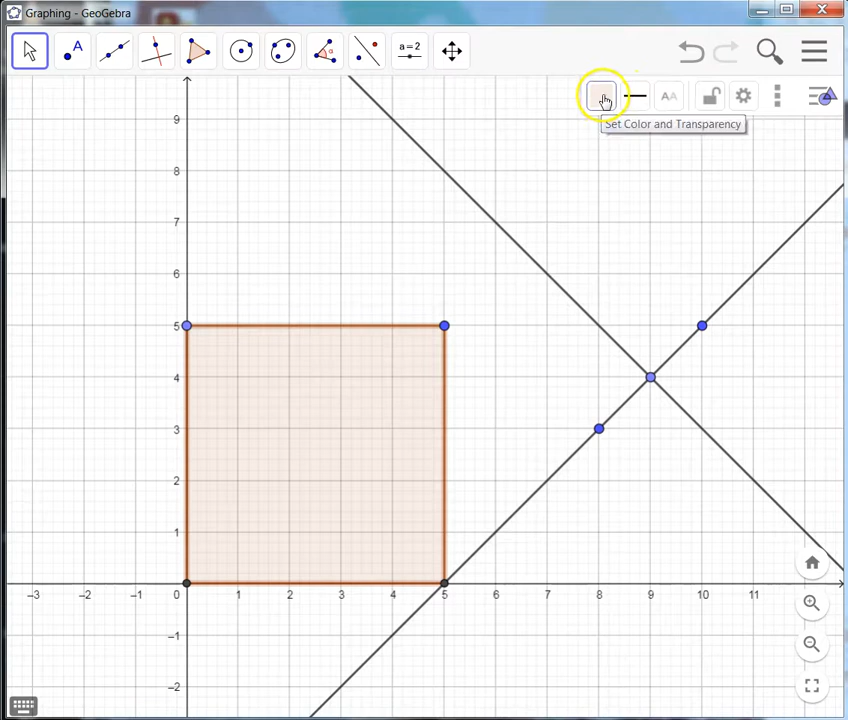 Graphing - GeoGebra
A
α
a=2
AA
Set Color and Transparency
9
8
7
6
5
4
3
2
1
−3 −2 −1 0 1 2 3 4 5 6 7 8 9 10 11
−1
−2